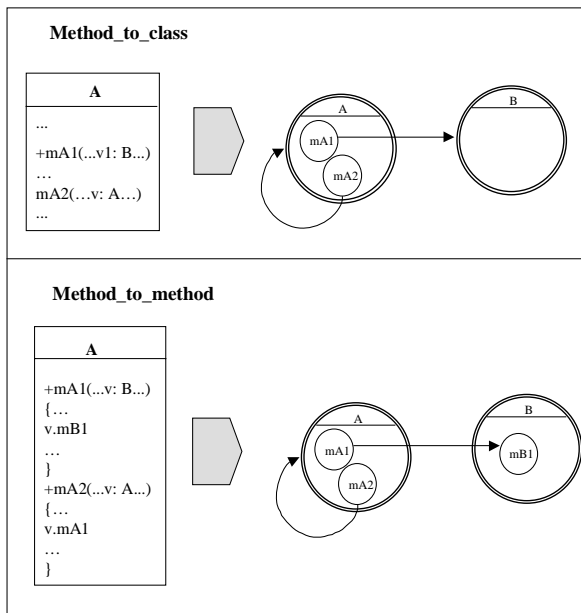 Method_to_class
A
...
+mA1(...v1: B...)
…
mA2(…v: A…)
...
A
mA1
mA2
B
Method_to_method
A
+mA1(...v: B...)
{…
v.mB1
…
}
+mA2(...v: A...)
{…
v.mA1
…
}
A
mA1
mA2
B
mB1